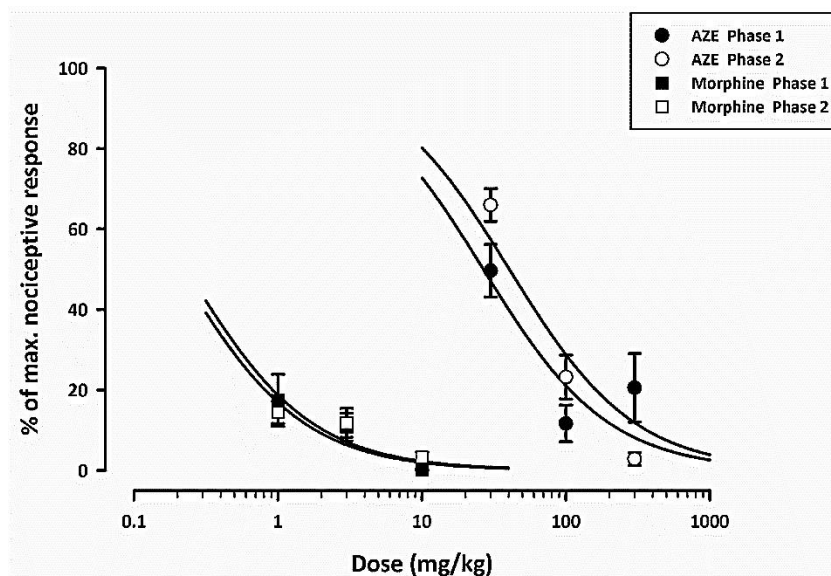 AZE Phase 1
AZE Phase 2
Morphine Phase 1
Morphine Phase 2
100
80
60
40
20
0
% of max. nociceptive response
0.1 1 10 100 1000
Dose (mg/kg)